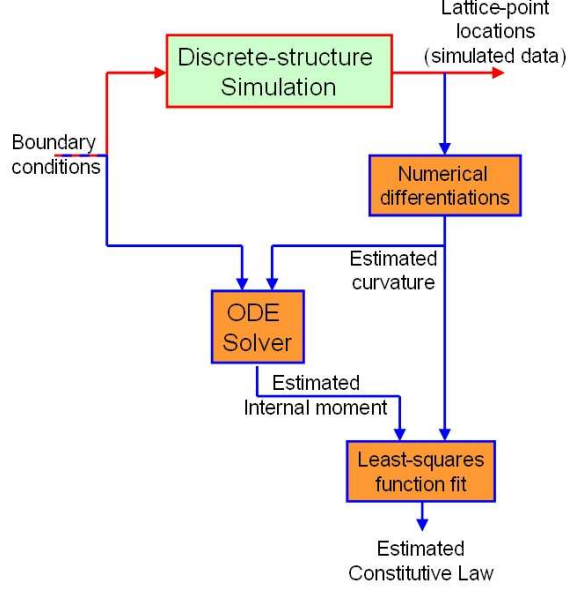 Lattice-point
locations
(simulated data)
Discrete-structure
Simulation
Boundary
conditions
Numerical
differentiations
Estimated
curvature
ODE
Solver
Estimated
Internal moment
Least-squares
function fit
Estimated
Constitutive Law